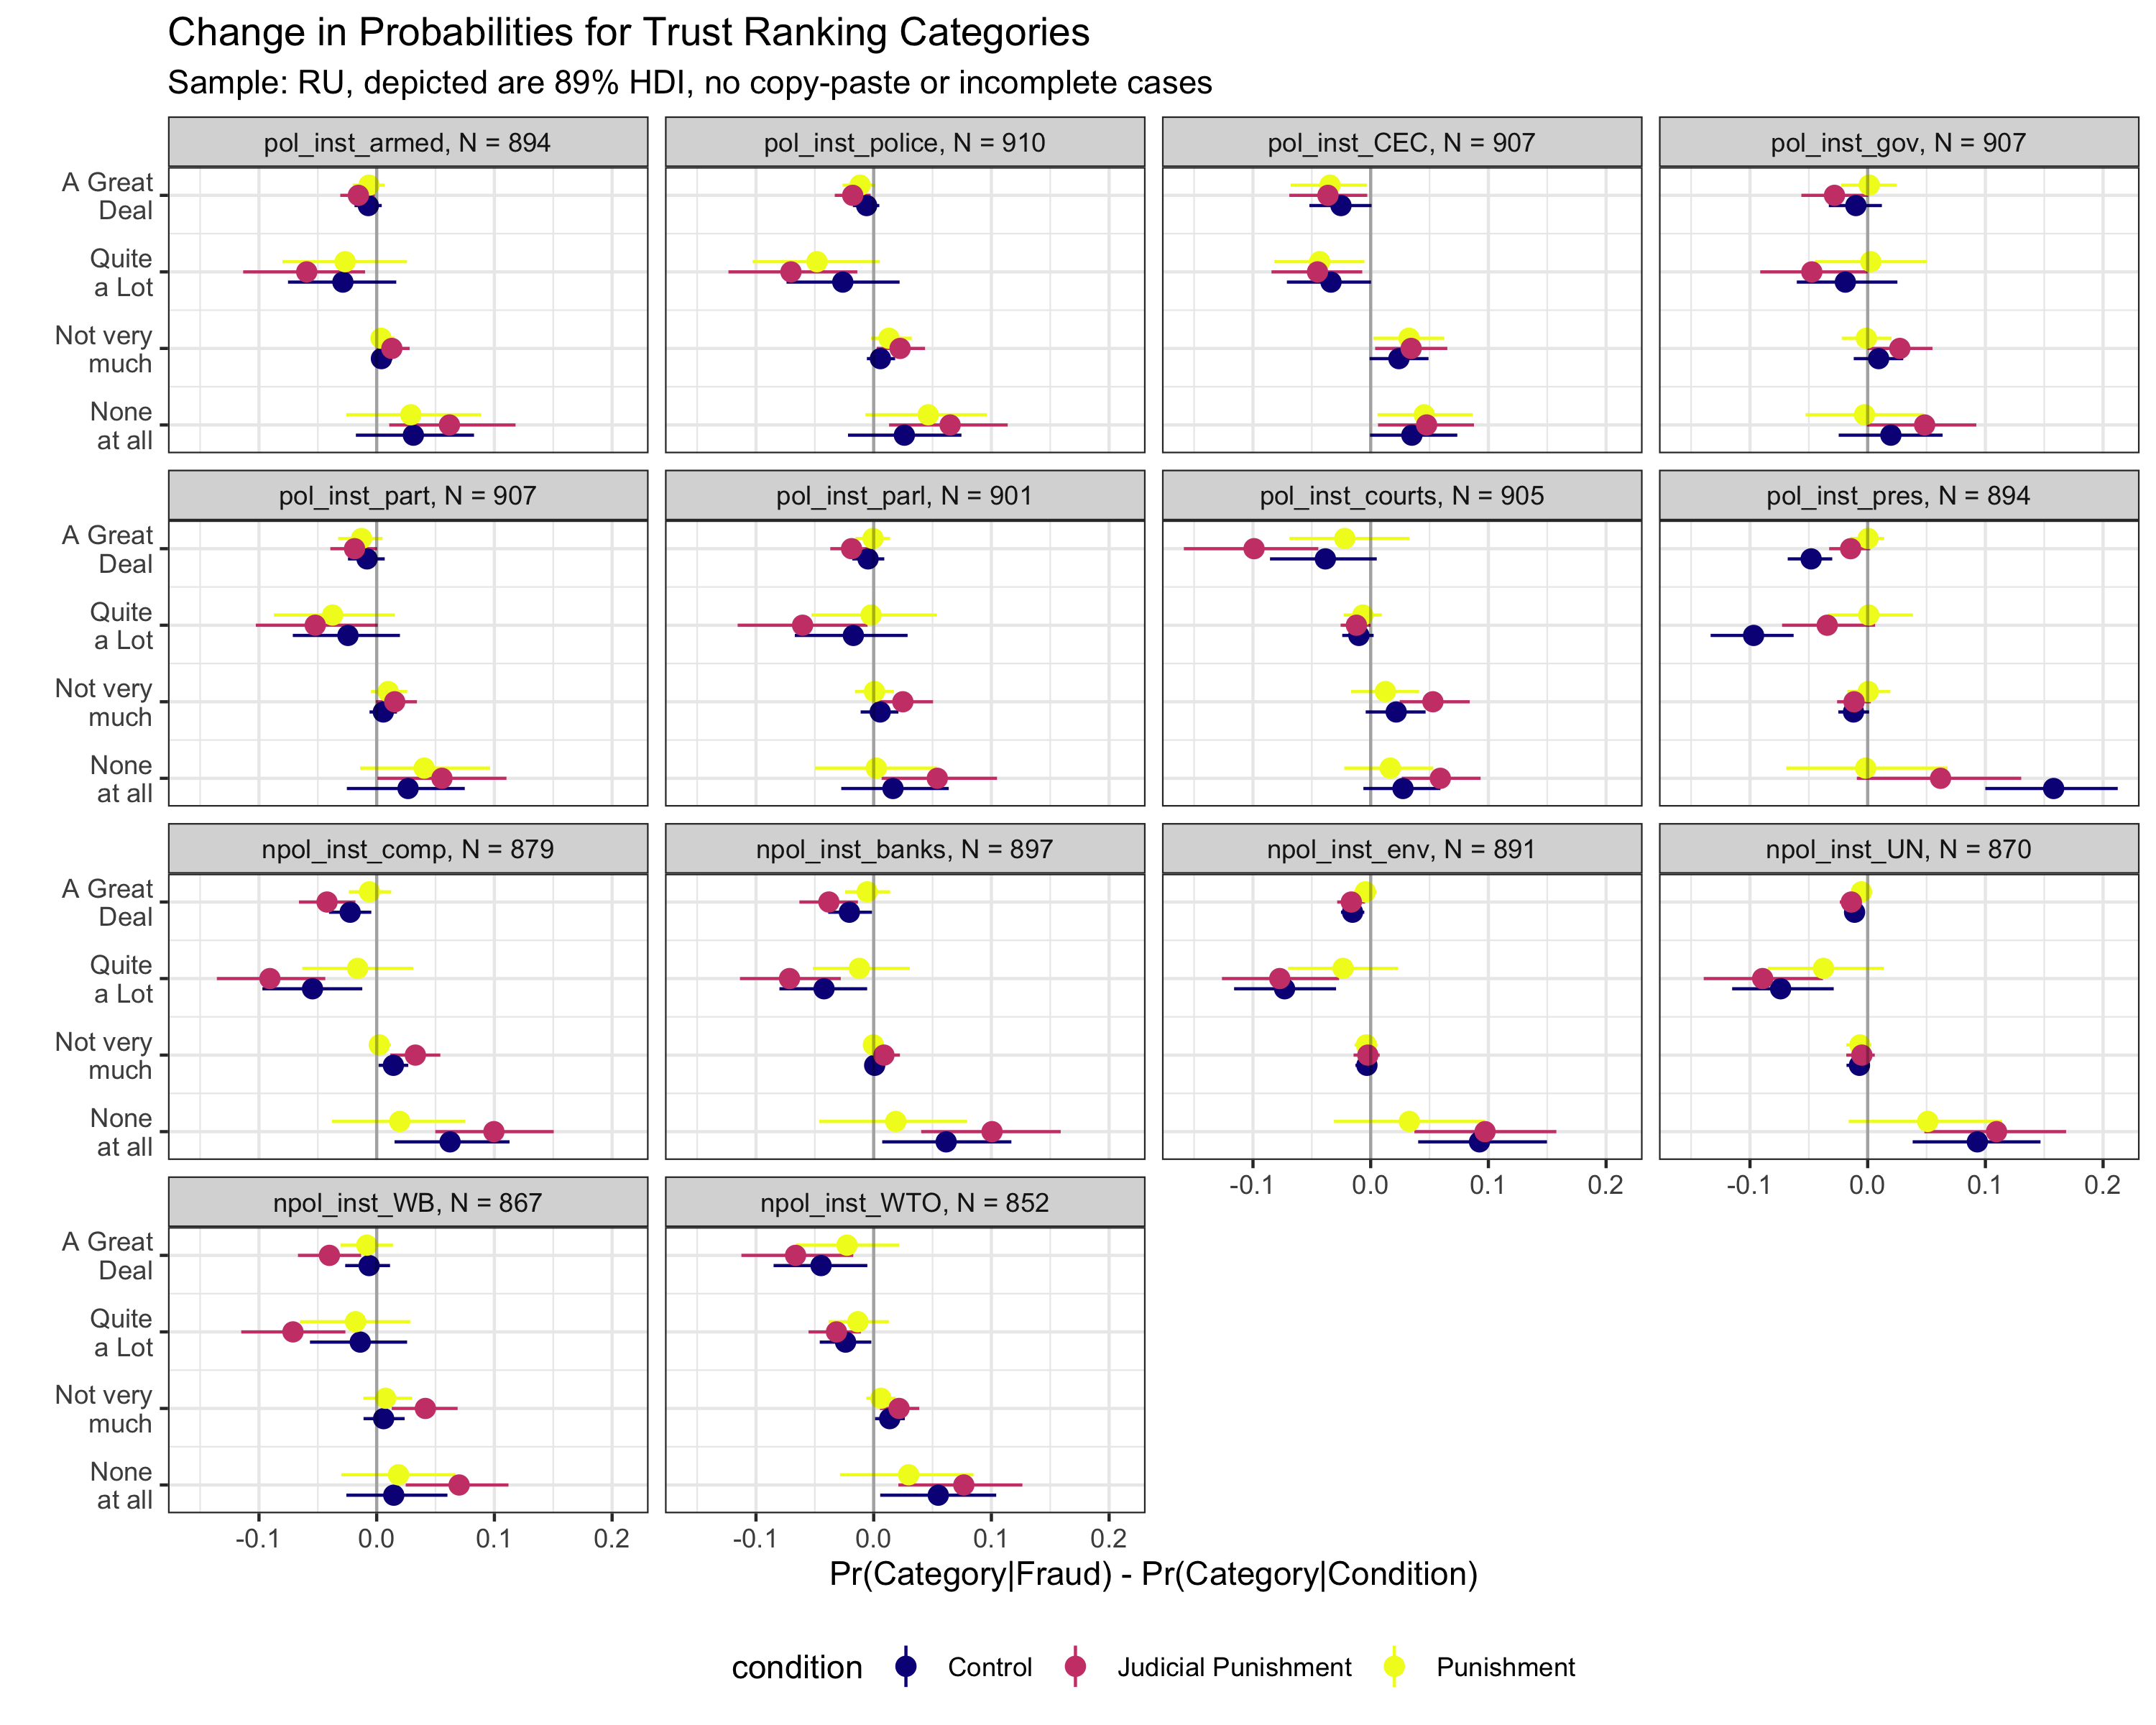 Change in Probabilities for Trust Ranking Categories
Sample: RU, depicted are 89% HDI, no copy-paste or incomplete cases
pol_inst_armed, N = 894
pol_inst_police, N = 910
pol_inst_CEC, N = 907
pol_inst_gov, N = 907
A Great
Deal
Quite
a Lot
Not very
much
None
at all
pol_inst_part, N = 907
pol_inst_parl, N = 901
pol_inst_courts, N = 905
pol_inst_pres, N = 894
A Great
Deal
Quite
a Lot
Not very
much
None
at all
npol_inst_comp, N = 879
npol_inst_banks, N = 897
npol_inst_env, N = 891
npol_inst_UN, N = 870
A Great
Deal
Quite
a Lot
Not very
much
None
at all
-0.1 0.0 0.1 0.2
-0.1 0.0 0.1 0.2
npol_inst_WB, N = 867
npol_inst_WTO, N = 852
A Great
Deal
Quite
a Lot
Not very
much
None
at all
-0.1 0.0 0.1 0.2
-0.1 0.0 0.1 0.2
Pr(Category|Fraud) - Pr(Category|Condition)
condition Control Judicial Punishment Punishment